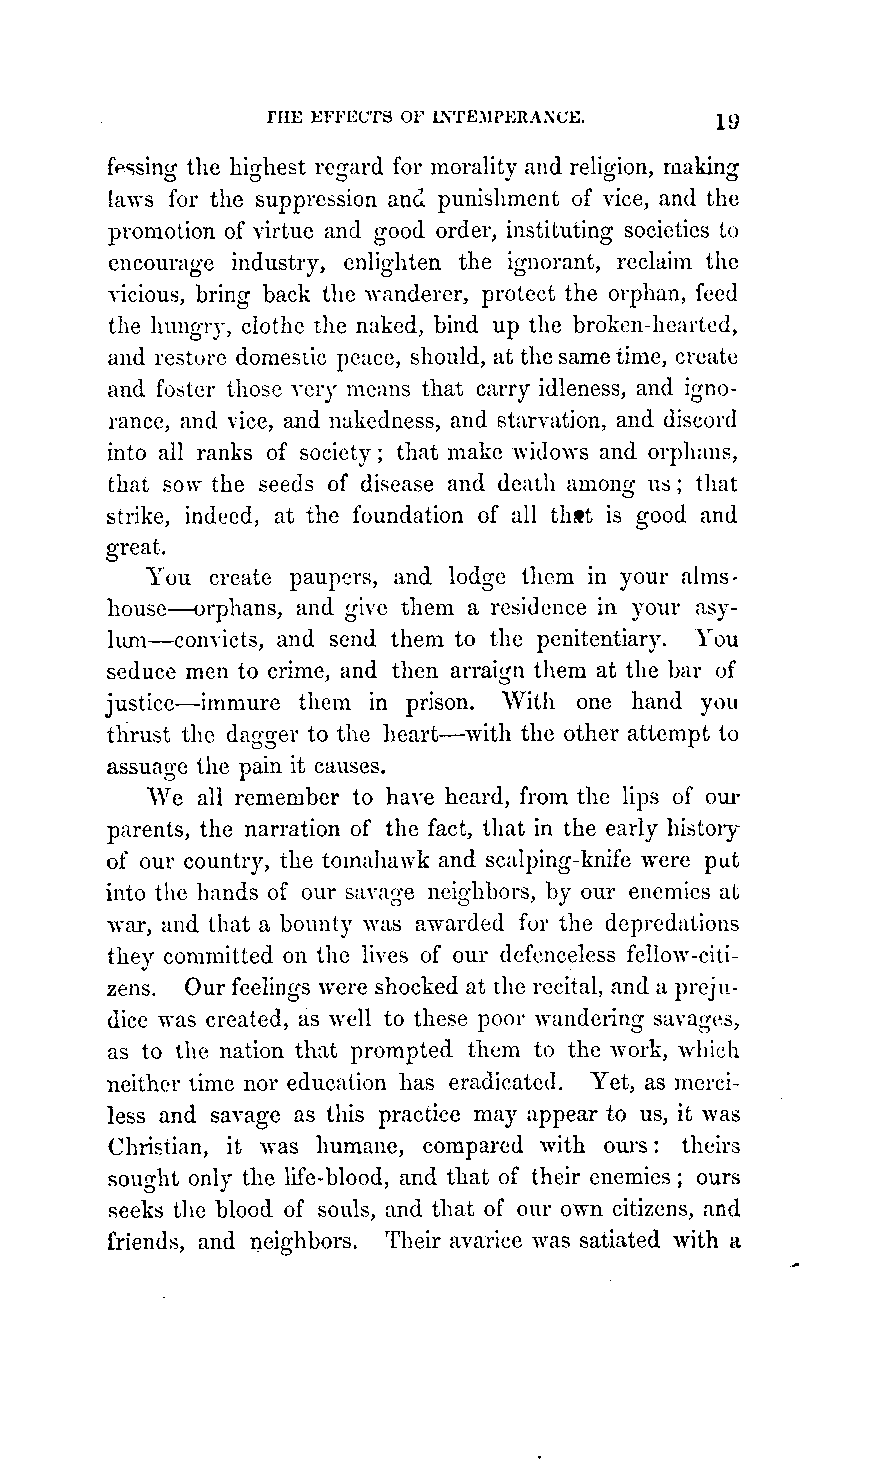 THE EFFECTS OF INTEMPERANCE. 19
fessing the highest regard for morality and religion, making
laws for the suppression and punishment of vice, and the
promotion of virtue and good order, instituting societies to
encourage industry, enlighten the ignorant, reclaim the
vicious, bring back the wanderer, protect the orphan, feed
the hungry, clothe the naked, bind up the broken-hearted,
and restore domestic peace, should, at the same time, create
and foster those very means that carry idleness, and igno-
rance, and vice, and nakedness, and starvation, and discord
into all ranks of society; that make widows and orphans,
that sow the seeds of disease and death among us; that
strike, indeed, at the foundation of all that is good and
great.
You create paupers, and lodge them in your alms-
house—orphans, and give them a residence in your asy-
lum—convicts, and send them to the penitentiary. You
seduce men to crime, and then arraign them at the bar of
justice—immure them in prison. With one hand you
thrust the dagger to the heart—with the other attempt to
assuage the pain it causes.
We all remember to have heard, from the lips of our
parents, the narration of the fact, that in the early history
of our country, the tomahawk and scalping-knife were put
into the hands of our savage neighbors, by our enemies at
war, and that a bounty was awarded for the depredations
they committed on the lives of our defenceless fellow-citi-
zens. Our feelings were shocked at the recital, and a preju-
dice was created, as well to these poor wandering savages,
as to the nation that prompted them to the work, which
neither time nor education has eradicated. Yet, as merci-
less and savage as this practice may appear to us, it was
Christian, it was humane, compared with ours: theirs
sought only the life-blood, and that of their enemies; ours
seeks the blood of souls, and that of our own citizens, and
friends, and neighbors. Their avarice was satiated with a